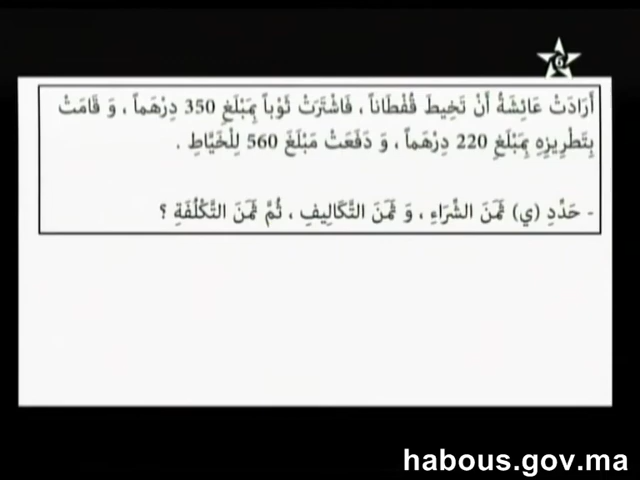 6
أَرَادَتْ عَائِشَةُ أَنْ تَخِيطَ قُفْطَاناً ، فَاشْتَرَتْ ثَوْباً بِمَبْلَغِ 350 دِرْهَماً ، وَ قَامَتْ
بِتَطْرِيزِهِ بِمَبْلَغِ 220 دِرْهَماً ، وَ دَفَعَتْ مَبْلَغَ 560 لِلْخَيَّاطِ .
- حَدِّدِ (ي) ثَمَنَ الشِّرَاءِ ، وَ ثَمَنَ التَّكَالِيفِ ، ثُمَّ ثَمَنَ التَّكْلُفَةِ ؟
habous.gov.ma